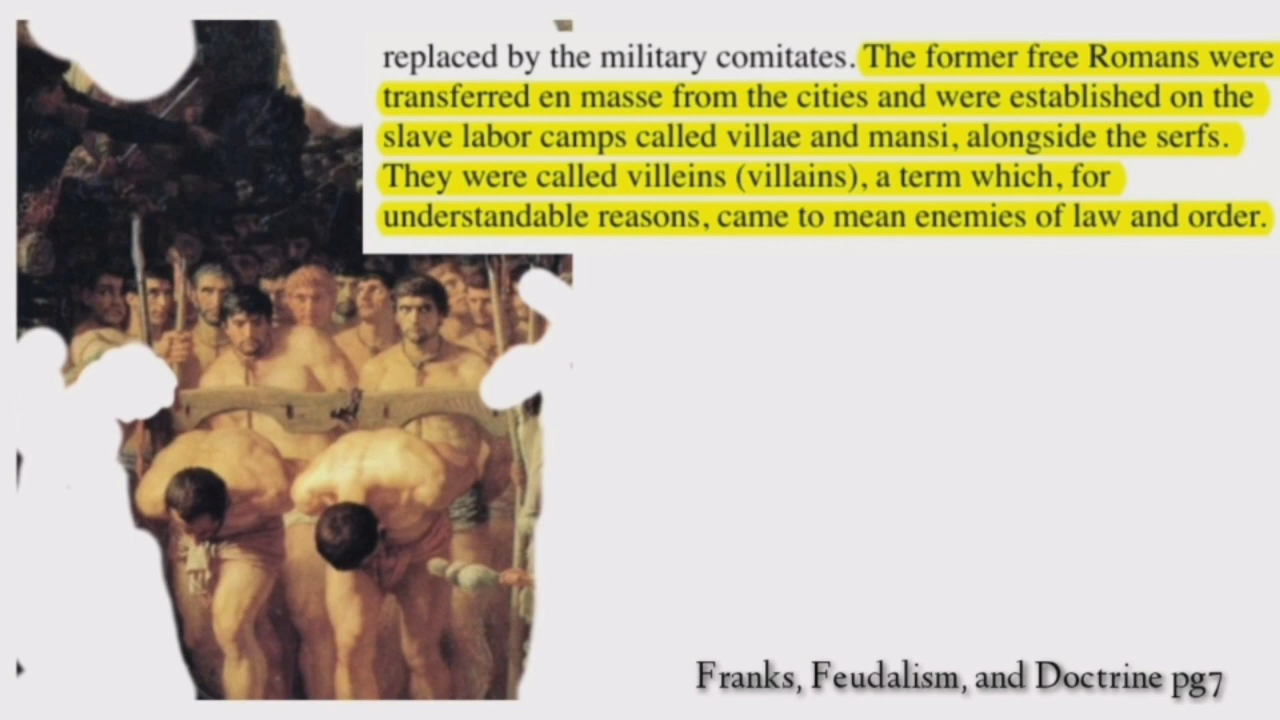 replaced by the military comitates. The former free Romans were
transferred en masse from the cities and were established on the
slave labor camps called villae and mansi, alongside the serfs.
They were called villeins (villains), a term which, for
understandable reasons, came to mean enemies of law and order.
Franks, Feudalism, and Doctrine pg7